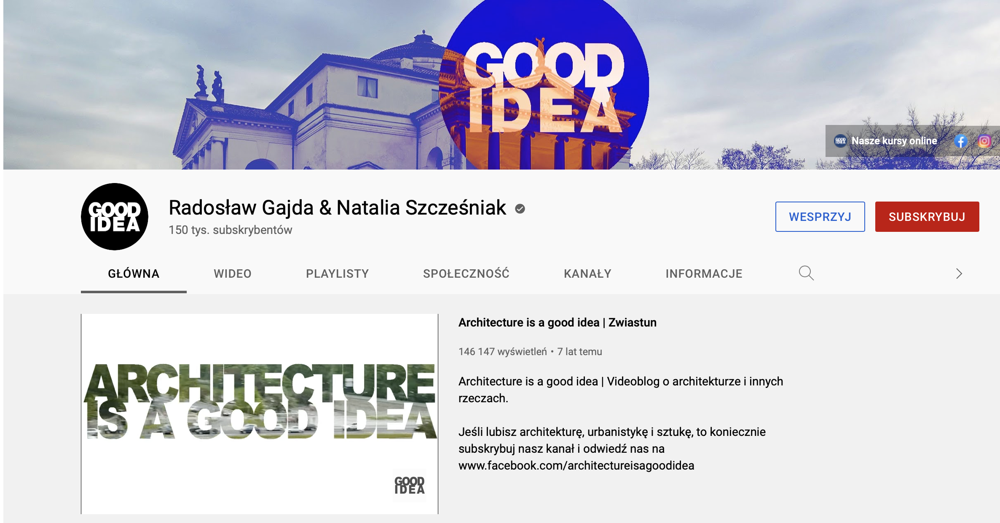 GOOD
IDEA
Nasze kursy online
GOOD
IDEA
Radosław Gajda & Natalia Szcześniak
150 tys. subskrybentów
WESPRZYJ
SUBSKRYBUJ
GŁÓWNA
WIDEO
PLAYLISTY
SPOŁECZNOŚĆ
KANAŁY
INFORMACJE
ARCHITECTURE
IS A GOOD IDEA
GOOD
IDEA
Architecture is a good idea | Zwiastun
146 147 wyświetleń • 7 lat temu
Architecture is a good idea | Videoblog o architekturze i innych
rzeczach.
Jeśli lubisz architekturę, urbanistykę i sztukę, to koniecznie
subskrybuj nasz kanał i odwiedź nas na
www.facebook.com/architectureisagoodidea